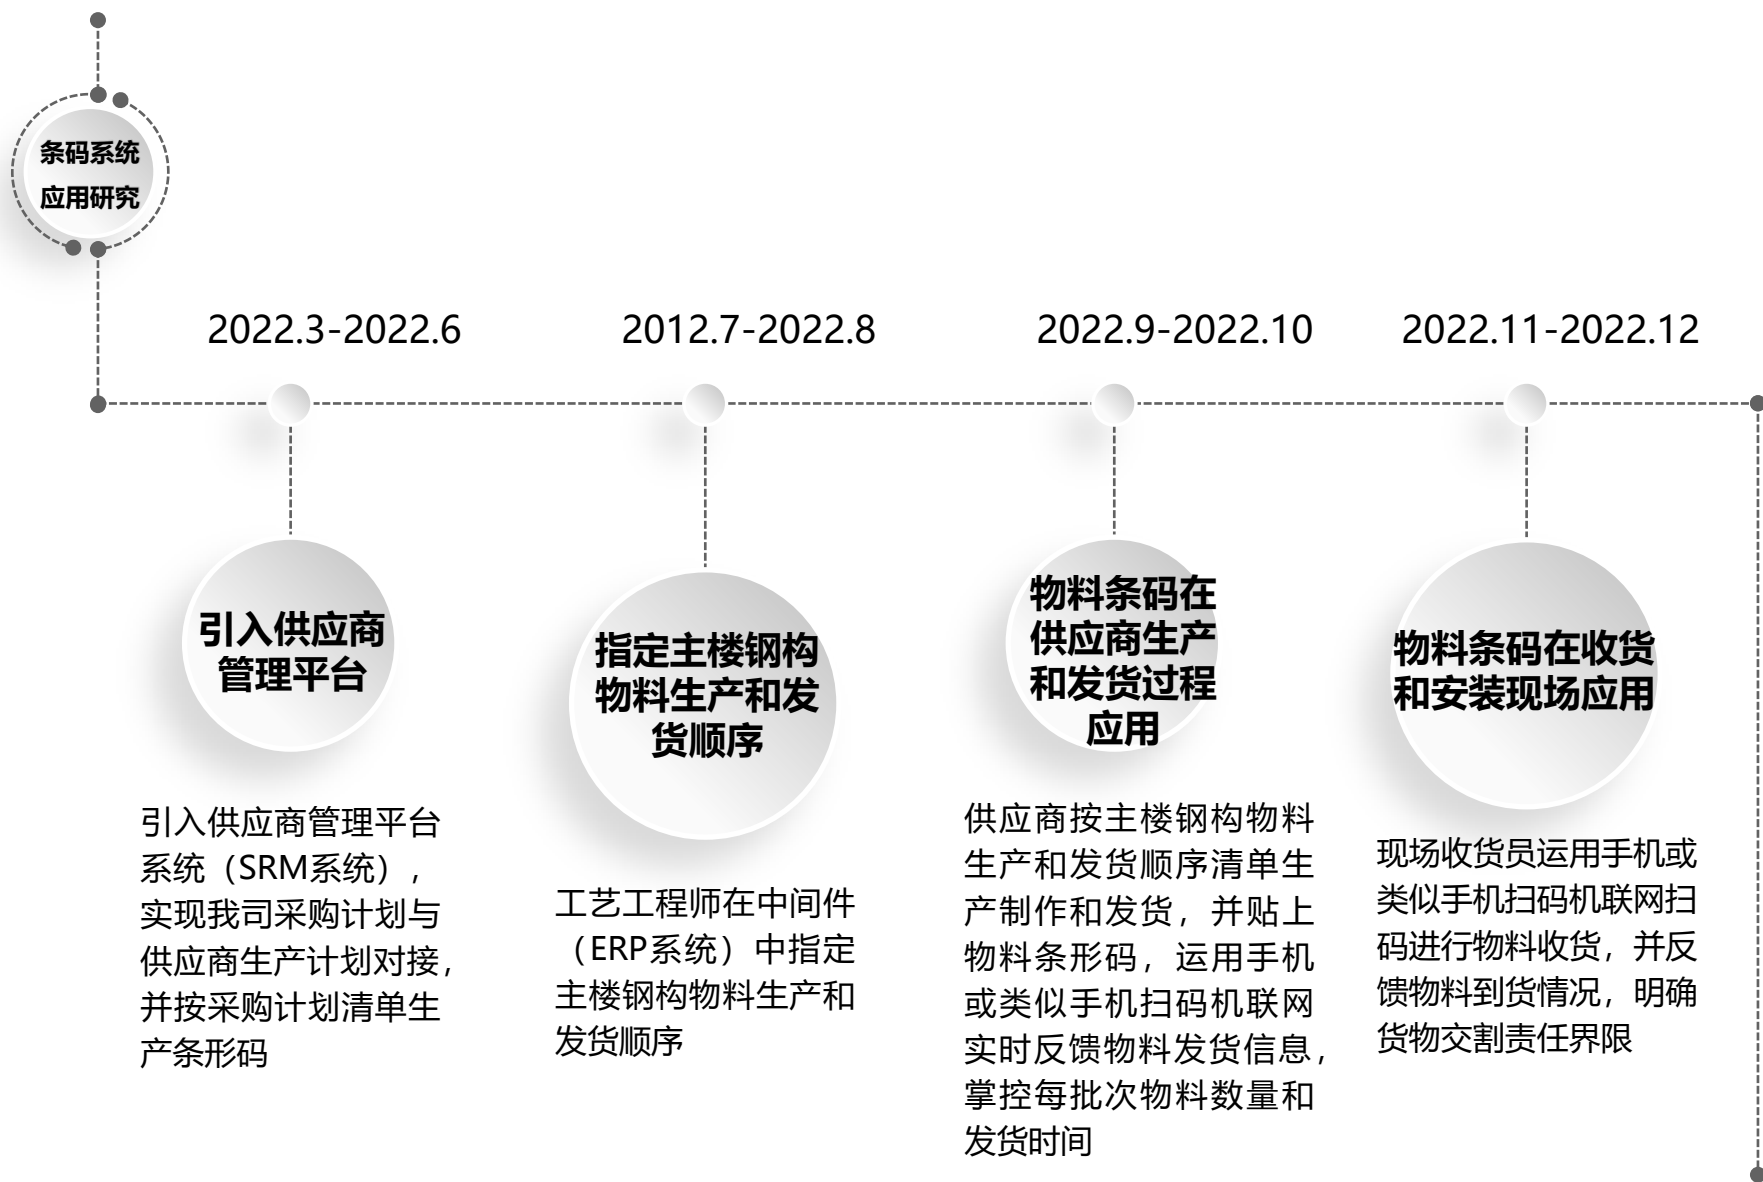 条码系统
应用研究
2022.3-2022.6
2012.7-2022.8
2022.9-2022.10
2022.11-2022.12
引入供应商
管理平台
指定主楼钢构
物料生产和发
货顺序
物料条码在
供应商生产
和发货过程
应用
物料条码在收货
和安装现场应用
引入供应商管理平台
系统（SRM系统），
实现我司采购计划与
供应商生产计划对接，
并按采购计划清单生
产条形码
工艺工程师在中间件
（ERP系统）中指定
主楼钢构物料生产和
发货顺序
供应商按主楼钢构物料
生产和发货顺序清单生
产制作和发货，并贴上
物料条形码，运用手机
或类似手机扫码机联网
实时反馈物料发货信息，
掌控每批次物料数量和
发货时间
现场收货员运用手机或
类似手机扫码机联网扫
码进行物料收货，并反
馈物料到货情况，明确
货物交割责任界限